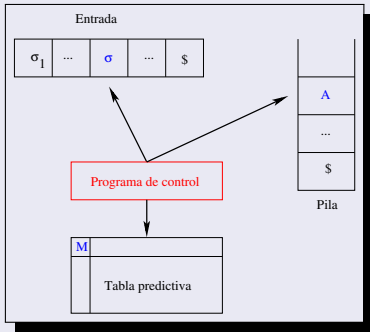 Entrada
σ1 ... σ ... $
A
...
$
Pila
Programa de control
M
Tabla predictiva